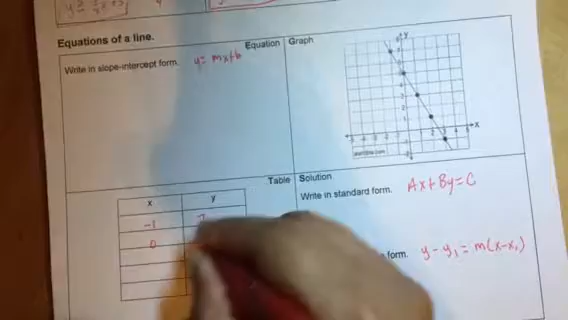 Equations of a line.
Equation
Write in slope-intercept form. y = mx+b
Graph
y
x
Table
x y
-1 7
0
Solution
Write in standard form. Ax + By = C
form. y - y₁ = m(x-x₁)